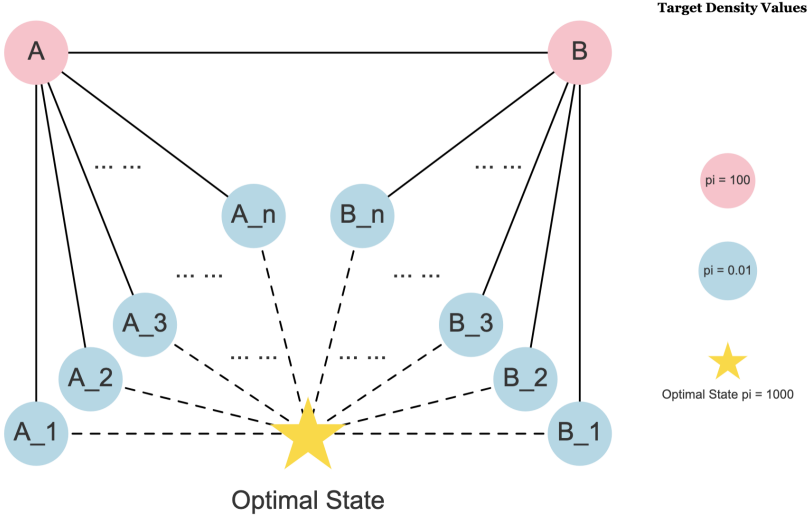 Target Density Values
A
B
... ...
... ...
pi = 100
A_n
B_n
... ...
... ...
pi = 0.01
A_3
B_3
... ...
... ...
A_2
B_2
Optimal State pi = 1000
A_1
B_1
Optimal State